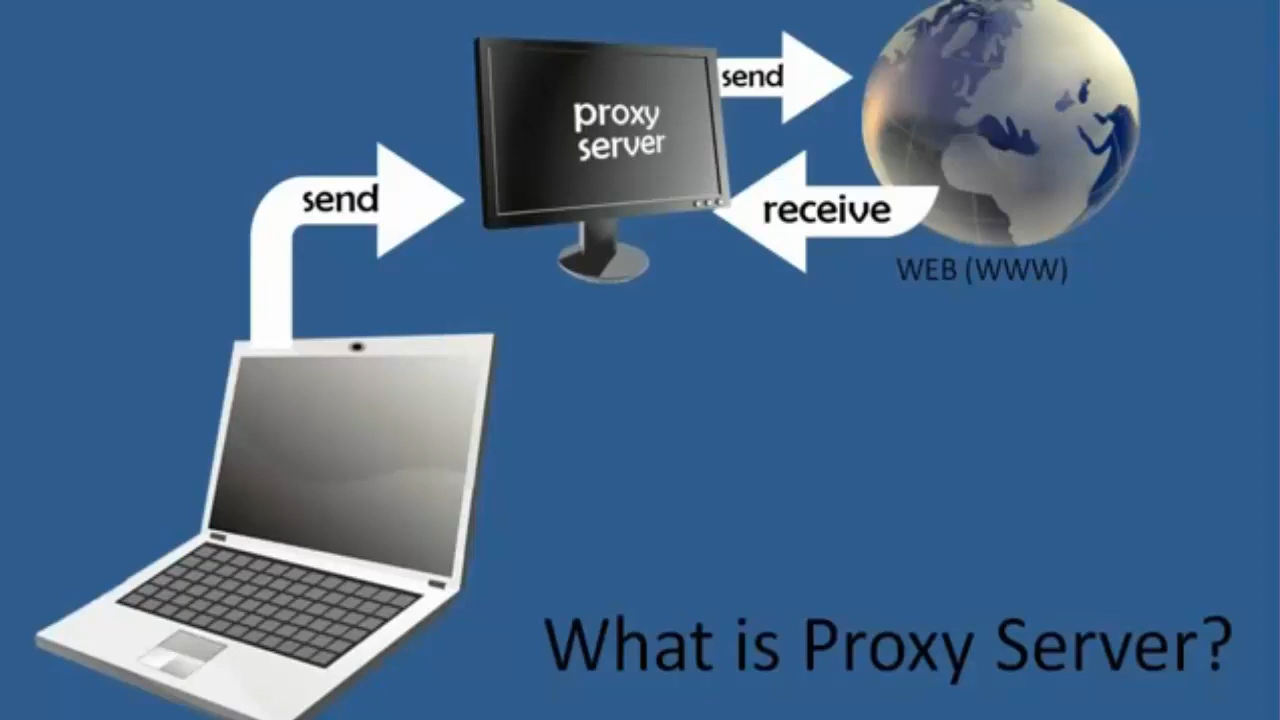 send
proxy
server
send
receive
WEB (WWW)
What is Proxy Server?